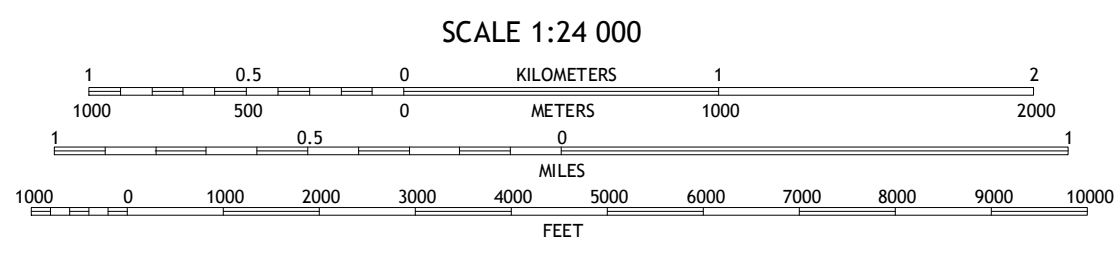 SCALE 1:24 000
1 0.5 0 KILOMETERS 1 2
1000 500 0 METERS 1000 2000
1 0.5 0 1
MILES
1000 0 1000 2000 3000 4000 5000 6000 7000 8000 9000 10000
FEET